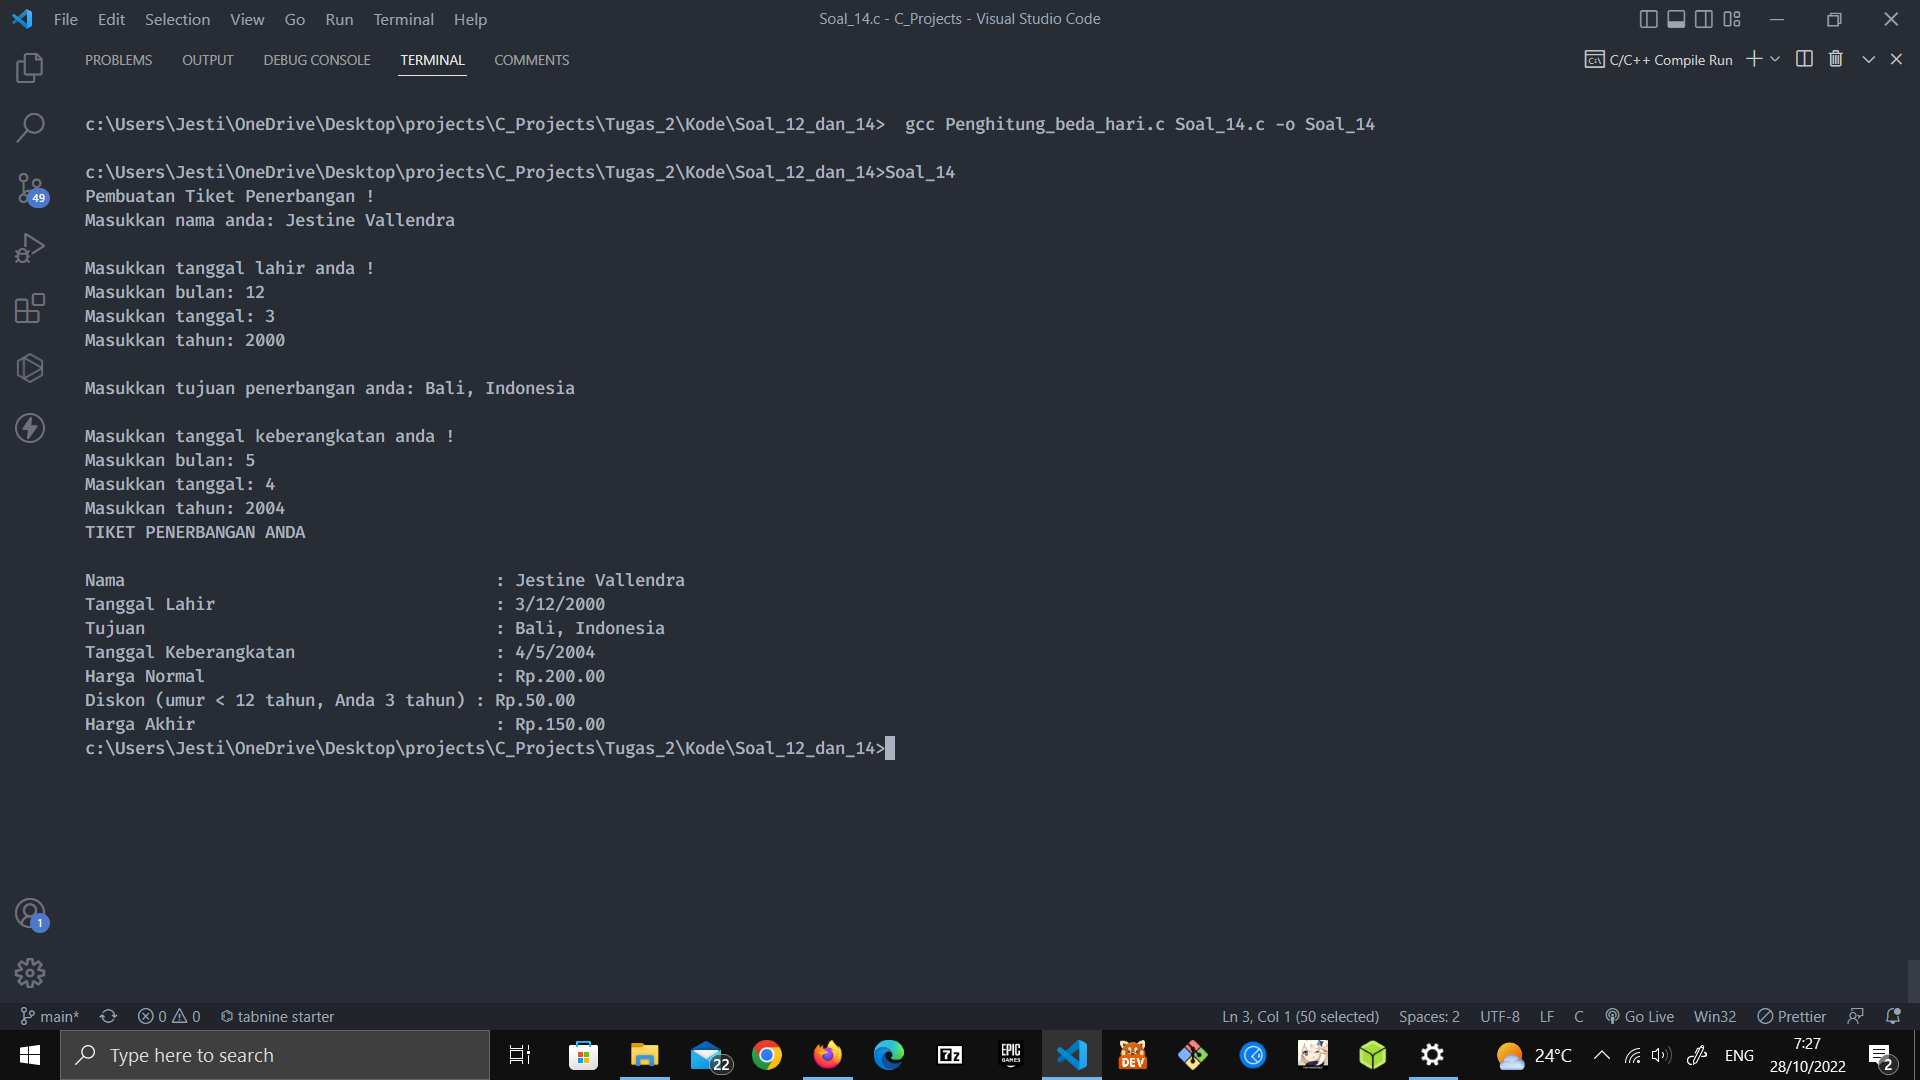 File Edit Selection View Go Run Terminal Help
Soal_14.c - C_Projects - Visual Studio Code
PROBLEMS OUTPUT DEBUG CONSOLE TERMINAL COMMENTS
C/C++ Compile Run
c:\Users\Jesti\OneDrive\Desktop\projects\C_Projects\Tugas_2\Kode\Soal_12_dan_14>  gcc Penghitung_beda_hari.c Soal_14.c -o Soal_14
c:\Users\Jesti\OneDrive\Desktop\projects\C_Projects\Tugas_2\Kode\Soal_12_dan_14>Soal_14
Pembuatan Tiket Penerbangan !
Masukkan nama anda: Jestine Vallendra
Masukkan tanggal lahir anda !
Masukkan bulan: 12
Masukkan tanggal: 3
Masukkan tahun: 2000
Masukkan tujuan penerbangan anda: Bali, Indonesia
Masukkan tanggal keberangkatan anda !
Masukkan bulan: 5
Masukkan tanggal: 4
Masukkan tahun: 2004
TIKET PENERBANGAN ANDA
Nama : Jestine Vallendra
Tanggal Lahir : 3/12/2000
Tujuan : Bali, Indonesia
Tanggal Keberangkatan : 4/5/2004
Harga Normal : Rp.200.00
Diskon (umur < 12 tahun, Anda 3 tahun) : Rp.50.00
Harga Akhir : Rp.150.00
c:\Users\Jesti\OneDrive\Desktop\projects\C_Projects\Tugas_2\Kode\Soal_12_dan_14>
49
1
main* 0 0 tabnine starter
Ln 3, Col 1 (50 selected) Spaces: 2 UTF-8 LF C Go Live Win32 Prettier
Type here to search
22
7z
EPIC GAMES
DEV
24°C
ENG
7:27
28/10/2022
2